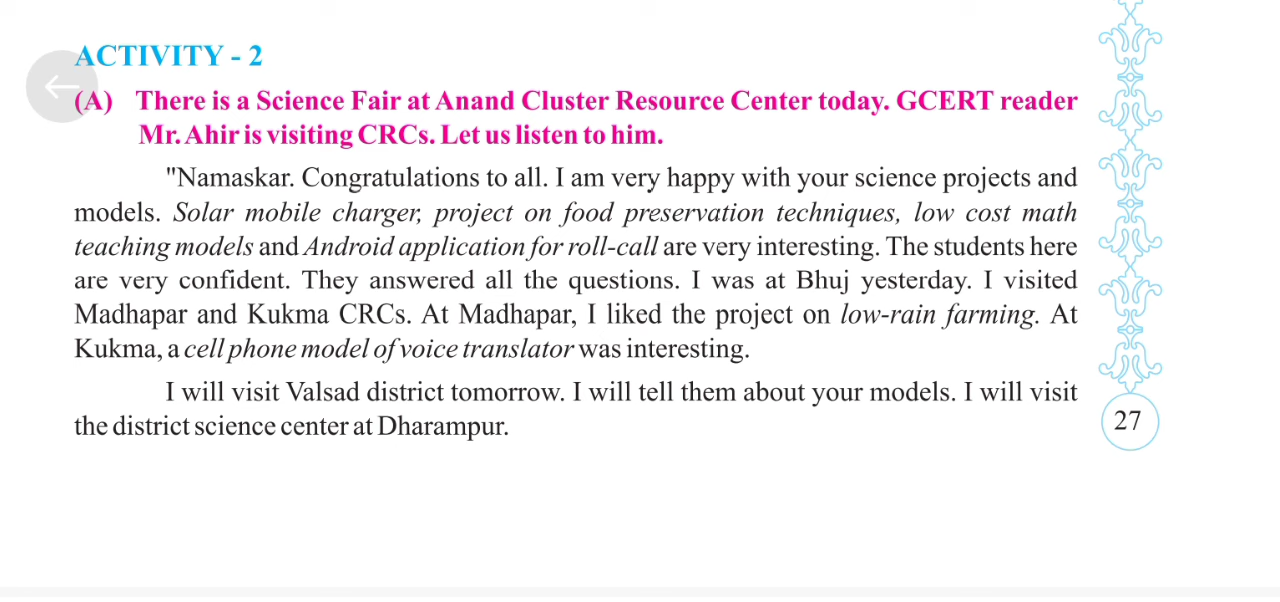 ACTIVITY - 2
(A) There is a Science Fair at Anand Cluster Resource Center today. GCERT reader
Mr. Ahir is visiting CRCs. Let us listen to him.
"Namaskar. Congratulations to all. I am very happy with your science projects and
models. Solar mobile charger, project on food preservation techniques, low cost math
teaching models and Android application for roll-call are very interesting. The students here
are very confident. They answered all the questions. I was at Bhuj yesterday. I visited
Madhapar and Kukma CRCs. At Madhapar, I liked the project on low-rain farming. At
Kukma, a cell phone model of voice translator was interesting.
I will visit Valsad district tomorrow. I will tell them about your models. I will visit
the district science center at Dharampur.
27